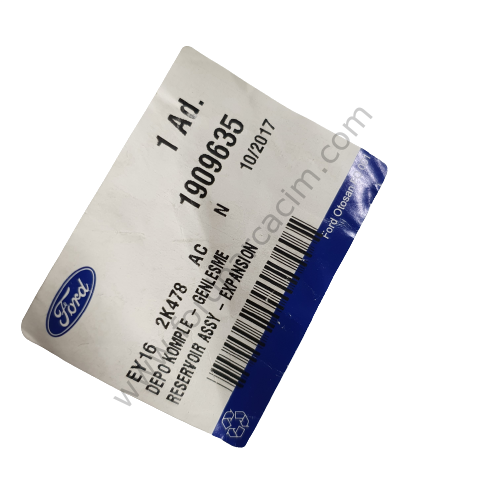 1 Ad.
1909635
N 10/2017
EY16 2K478 AC
DEPO KOMPLE - GENLESME
RESERVOIR ASSY - EXPANSION
Ford
Ford Otosan